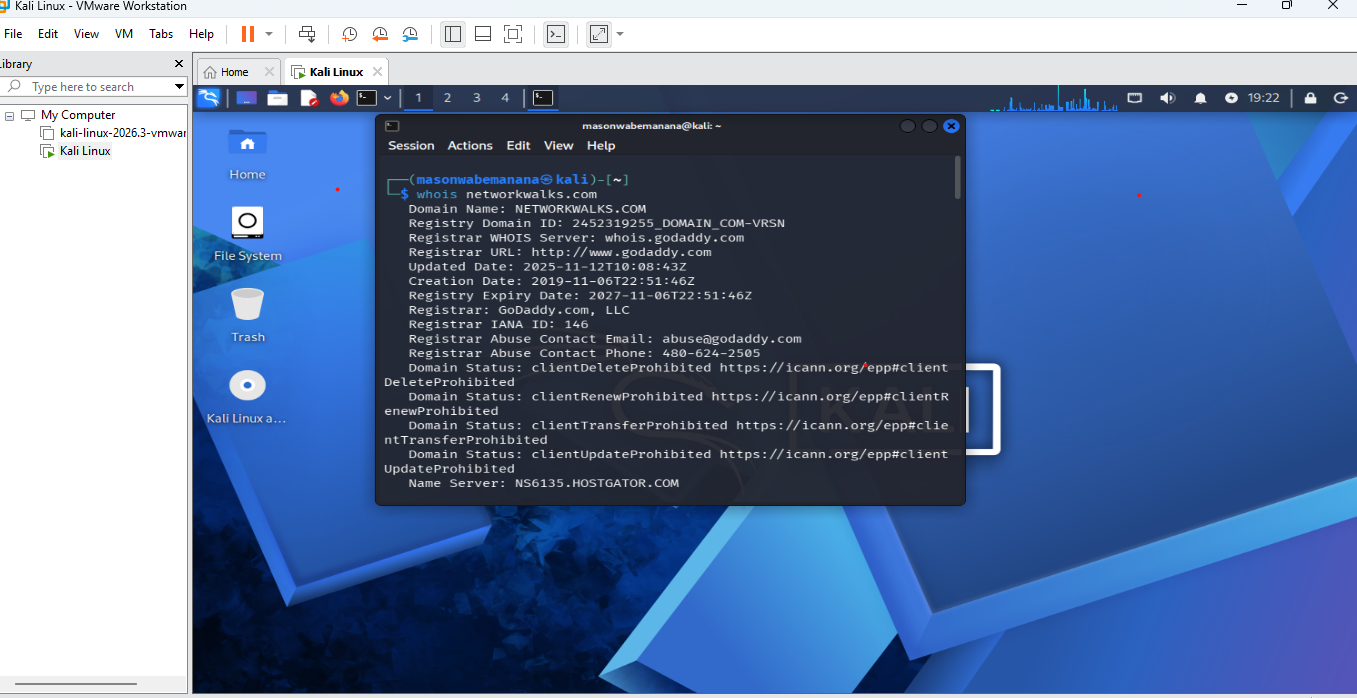 Kali Linux - VMware Workstation
File Edit View VM Tabs Help
Library
Type here to search
My Computer
kali-linux-2026.3-vmwar
Kali Linux
Home
Kali Linux
1 2 3 4
19:22
Home
File System
Trash
Kali Linux a...
masonwabemanana@kali: ~
Session Actions Edit View Help
(masonwabemanana㉿kali)-[~]
$ whois networkwalks.com
Domain Name: NETWORKWALKS.COM
Registry Domain ID: 2452319255_DOMAIN_COM-VRSN
Registrar WHOIS Server: whois.godaddy.com
Registrar URL: http://www.godaddy.com
Updated Date: 2025-11-12T10:08:43Z
Creation Date: 2019-11-06T22:51:46Z
Registry Expiry Date: 2027-11-06T22:51:46Z
Registrar: GoDaddy.com, LLC
Registrar IANA ID: 146
Registrar Abuse Contact Email: abuse@godaddy.com
Registrar Abuse Contact Phone: 480-624-2505
Domain Status: clientDeleteProhibited https://icann.org/epp#client
DeleteProhibited
Domain Status: clientRenewProhibited https://icann.org/epp#clientR
enewProhibited
Domain Status: clientTransferProhibited https://icann.org/epp#clie
ntTransferProhibited
Domain Status: clientUpdateProhibited https://icann.org/epp#client
UpdateProhibited
Name Server: NS6135.HOSTGATOR.COM